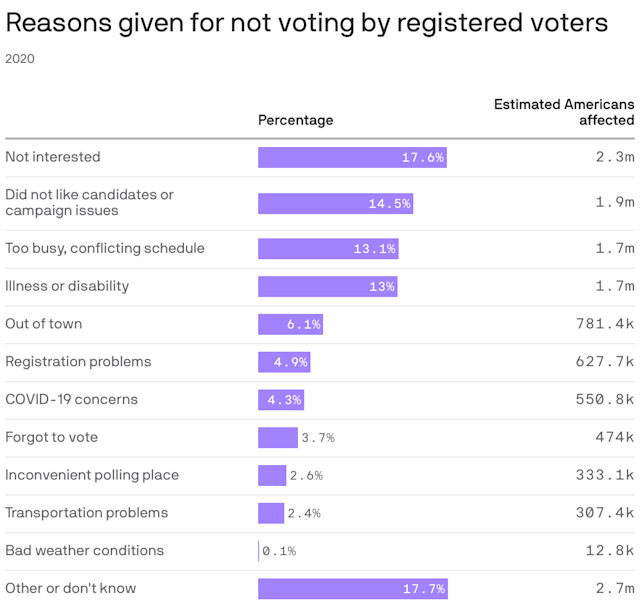 Reasons given for not voting by registered voters
2020
Percentage
Estimated Americans
affected
Not interested 17.6% 2.3m
Did not like candidates or
campaign issues 14.5% 1.9m
Too busy, conflicting schedule 13.1% 1.7m
Illness or disability 13% 1.7m
Out of town 6.1% 781.4k
Registration problems 4.9% 627.7k
COVID-19 concerns 4.3% 550.8k
Forgot to vote 3.7% 474k
Inconvenient polling place 2.6% 333.1k
Transportation problems 2.4% 307.4k
Bad weather conditions 0.1% 12.8k
Other or don't know 17.7% 2.7m